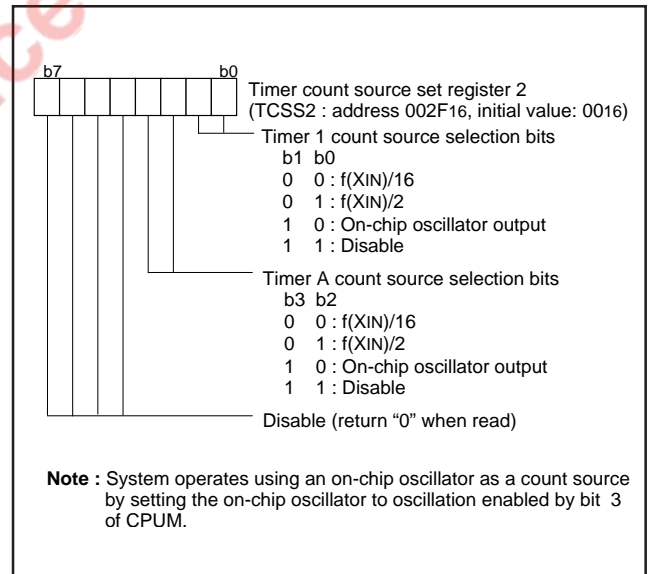 ce
b7 b0
Timer count source set register 2
(TCSS2 : address 002F16, initial value: 0016)
Timer 1 count source selection bits
b1 b0
0 0 : f(XIN)/16
0 1 : f(XIN)/2
1 0 : On-chip oscillator output
1 1 : Disable
Timer A count source selection bits
b3 b2
0 0 : f(XIN)/16
0 1 : f(XIN)/2
1 0 : On-chip oscillator output
1 1 : Disable
Disable (return “0” when read)
Note : System operates using an on-chip oscillator as a count source
by setting the on-chip oscillator to oscillation enabled by bit 3
of CPUM.